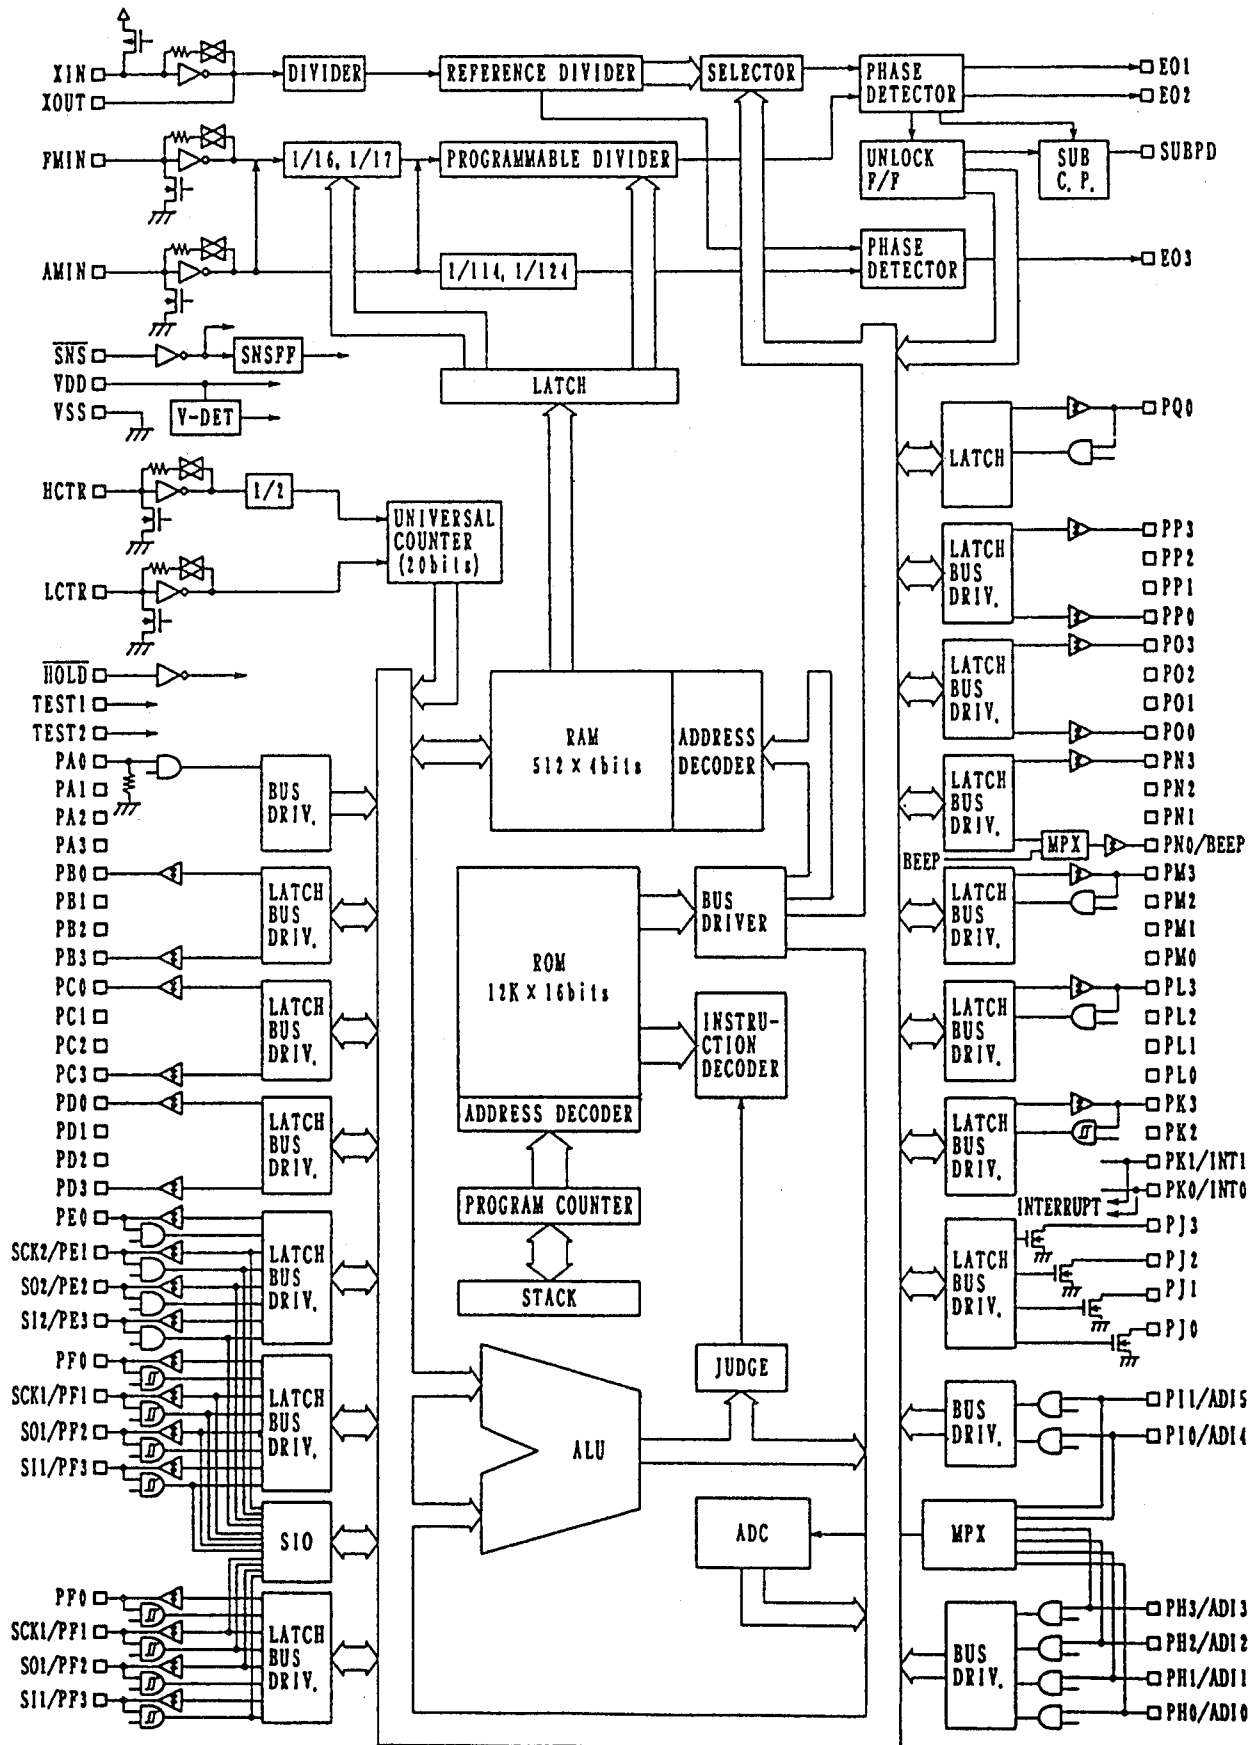 XIN
XOUT
FMIN
AMIN
SNS
VDD
VSS
HCTR
LCTR
HOLD
TEST1
TEST2
PA0
PA1
PA2
PA3
PB0
PB1
PB2
PB3
PC0
PC1
PC2
PC3
PD0
PD1
PD2
PD3
PE0
SCK2/PE1
SO2/PE2
SI2/PE3
PF0
SCK1/PF1
SO1/PF2
SI1/PF3
PF0
SCK1/PF1
SO1/PF2
SI1/PF3
DIVIDER
REFERENCE DIVIDER
SELECTOR
PHASE
DETECTOR
1/16, 1/17
PROGRAMMABLE DIVIDER
UNLOCK
F/F
SUB
C.P.
1/114, 1/124
PHASE
DETECTOR
SNSFF
V-DET
LATCH
1/2
UNIVERSAL
COUNTER
(20bits)
RAM
512×4bits
ADDRESS
DECODER
BUS
DRIV.
LATCH
BUS
DRIV.
LATCH
BUS
DRIV.
LATCH
BUS
DRIV.
LATCH
BUS
DRIV.
LATCH
BUS
DRIV.
SIO
LATCH
BUS
DRIV.
ROM
12K×16bits
ADDRESS DECODER
BUS
DRIVER
INSTRU-
CTION
DECODER
PROGRAM COUNTER
STACK
JUDGE
ALU
ADC
LATCH
LATCH
BUS
DRIV.
LATCH
BUS
DRIV.
LATCH
BUS
DRIV.
MPX
BEEP
LATCH
BUS
DRIV.
LATCH
BUS
DRIV.
LATCH
BUS
DRIV.
INTERRUPT
LATCH
BUS
DRIV.
BUS
DRIV.
MPX
BUS
DRIV.
EO1
EO2
SUBPD
EO3
PQ0
PP3
PP2
PP1
PP0
PO3
PO2
PO1
PO0
PN3
PN2
PN1
PN0/BEEP
PM3
PM2
PM1
PM0
PL3
PL2
PL1
PL0
PK3
PK2
PK1/INT1
PK0/INT0
PJ3
PJ2
PJ1
PJ0
PI1/ADI5
PI0/ADI4
PH3/ADI3
PH2/ADI2
PH1/ADI1
PH0/ADI0